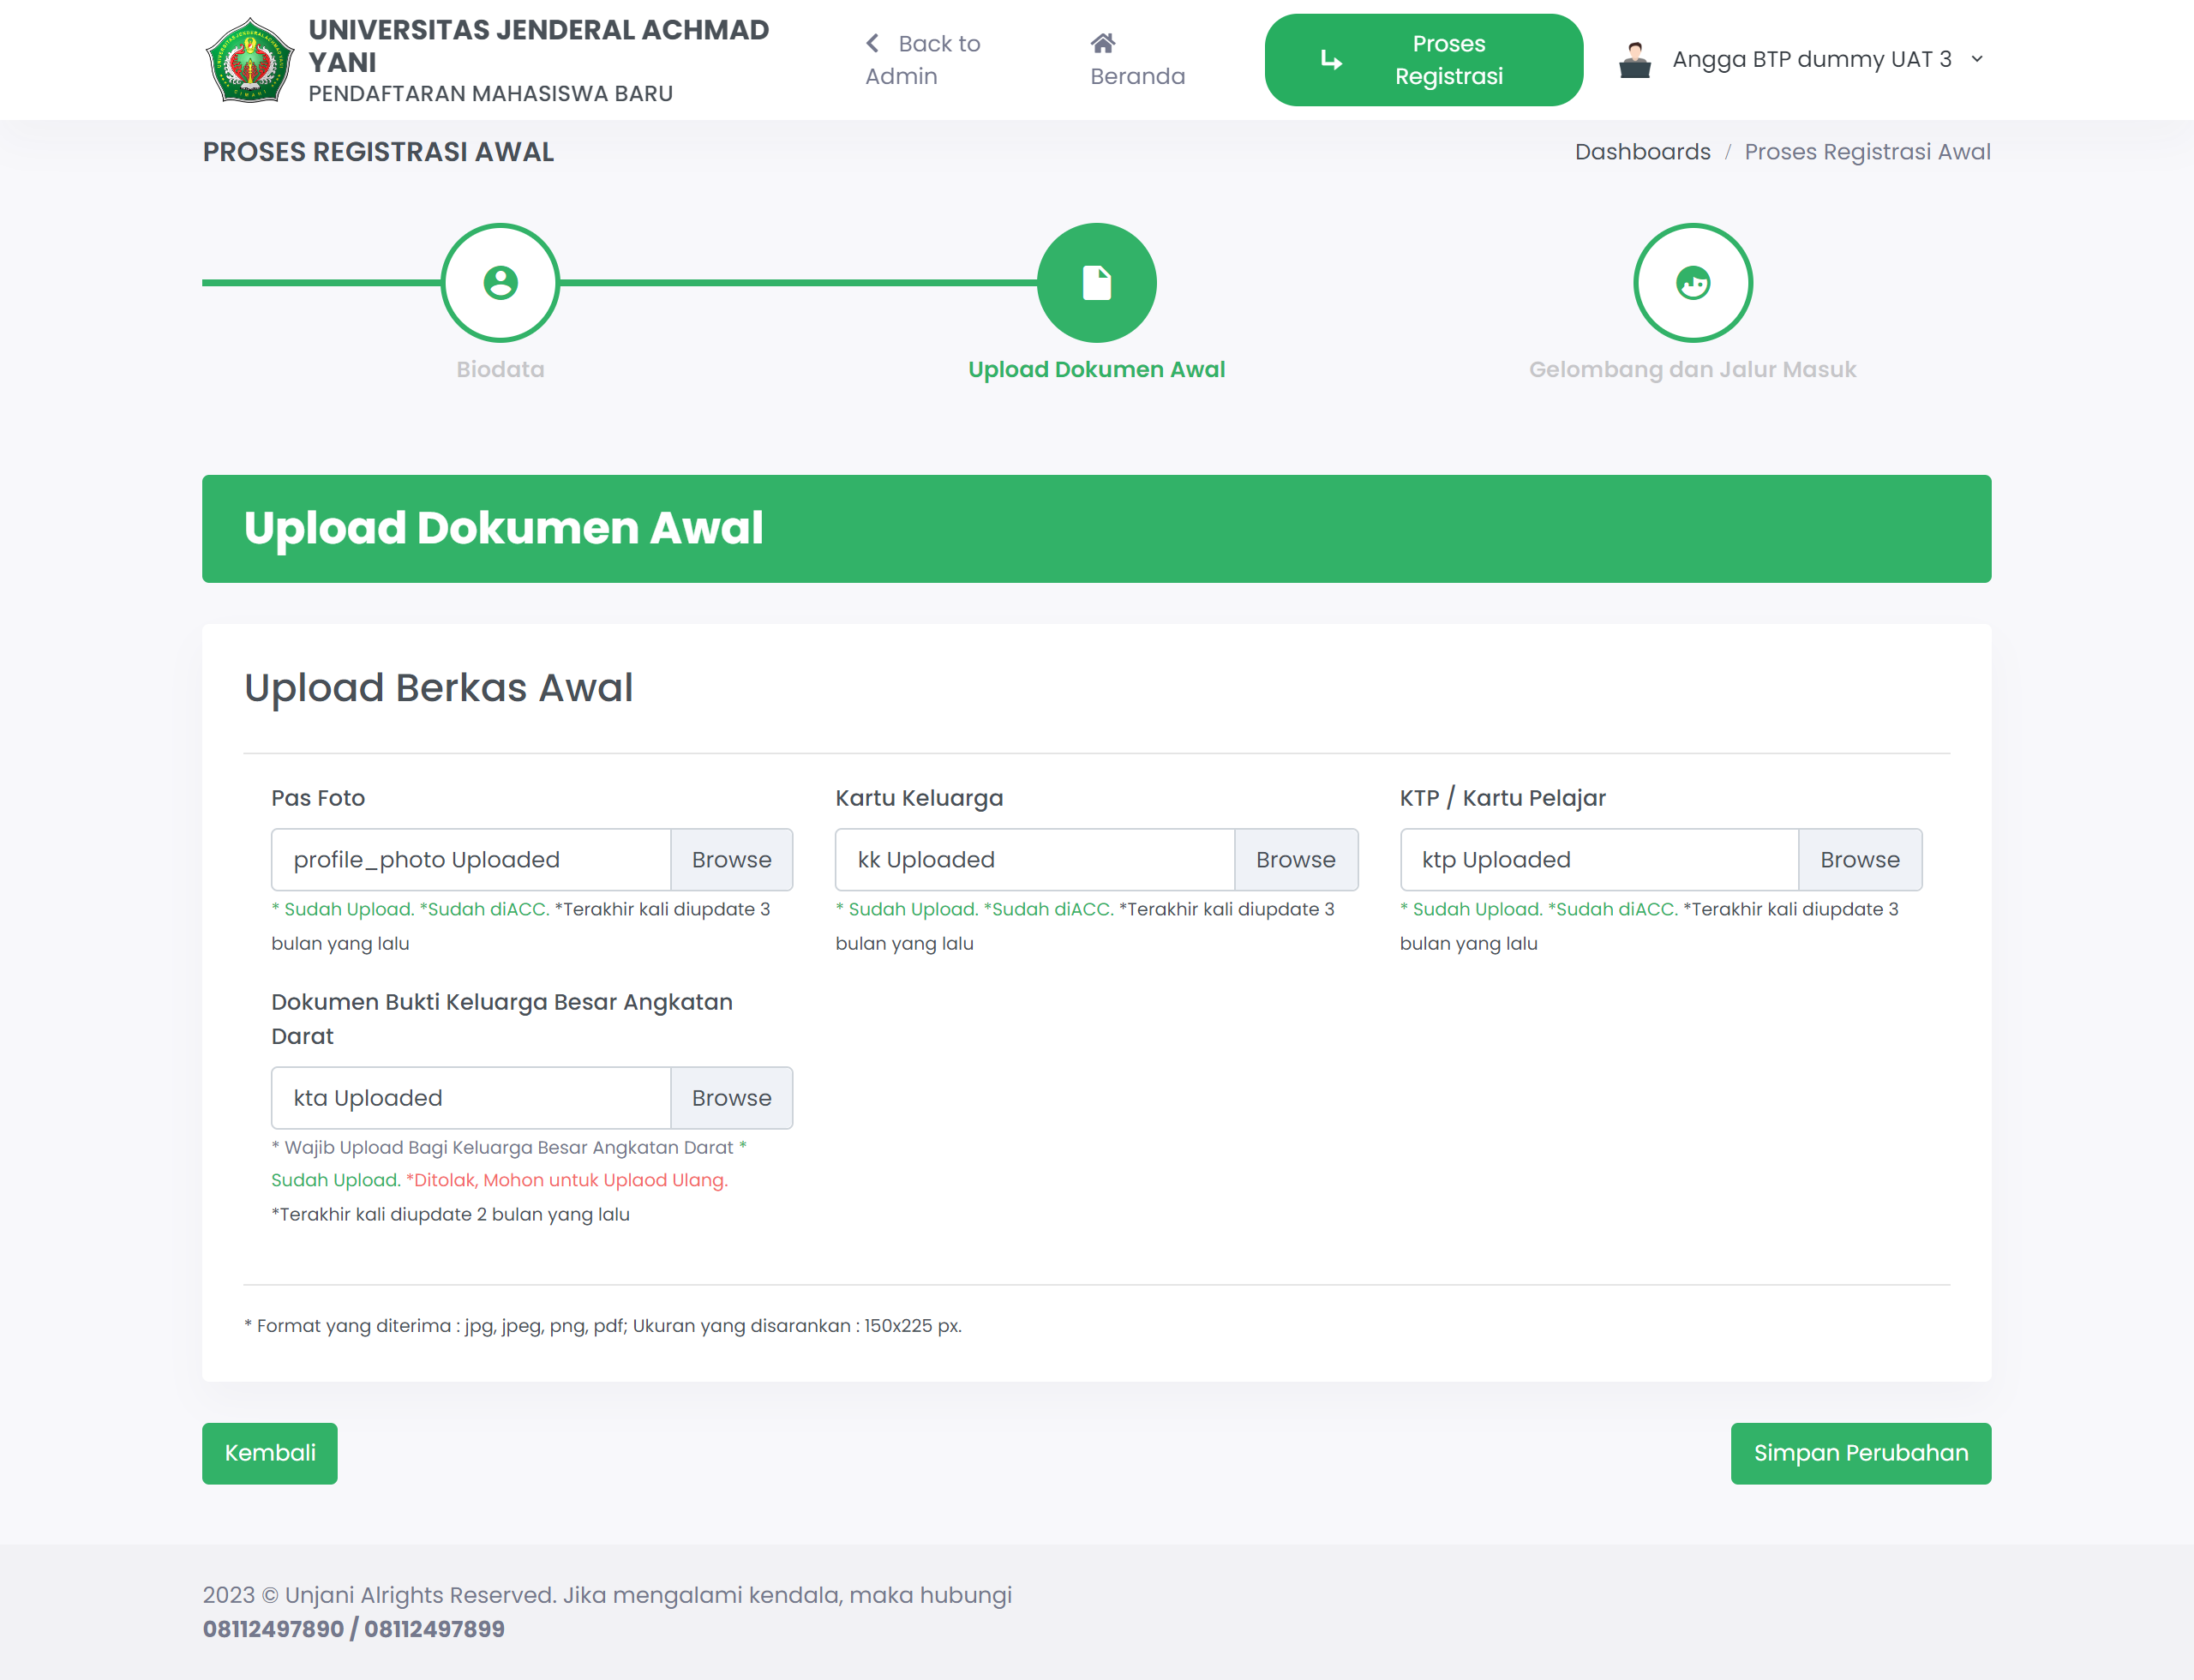 UNIVERSITAS JENDERAL ACHMAD
YANI
PENDAFTARAN MAHASISWA BARU
Back to
Admin
Beranda
Proses
Registrasi
Angga BTP dummy UAT 3
PROSES REGISTRASI AWAL
Dashboards / Proses Registrasi Awal
Biodata
Upload Dokumen Awal
Gelombang dan Jalur Masuk
Upload Dokumen Awal
Upload Berkas Awal
Pas Foto
profile_photo Uploaded Browse
* Sudah Upload. *Sudah diACC. *Terakhir kali diupdate 3
bulan yang lalu
Kartu Keluarga
kk Uploaded Browse
* Sudah Upload. *Sudah diACC. *Terakhir kali diupdate 3
bulan yang lalu
KTP / Kartu Pelajar
ktp Uploaded Browse
* Sudah Upload. *Sudah diACC. *Terakhir kali diupdate 3
bulan yang lalu
Dokumen Bukti Keluarga Besar Angkatan
Darat
kta Uploaded Browse
* Wajib Upload Bagi Keluarga Besar Angkatan Darat *
Sudah Upload. *Ditolak, Mohon untuk Uplaod Ulang.
*Terakhir kali diupdate 2 bulan yang lalu
* Format yang diterima : jpg, jpeg, png, pdf; Ukuran yang disarankan : 150x225 px.
Kembali
Simpan Perubahan
2023 © Unjani Alrights Reserved. Jika mengalami kendala, maka hubungi
08112497890 / 08112497899